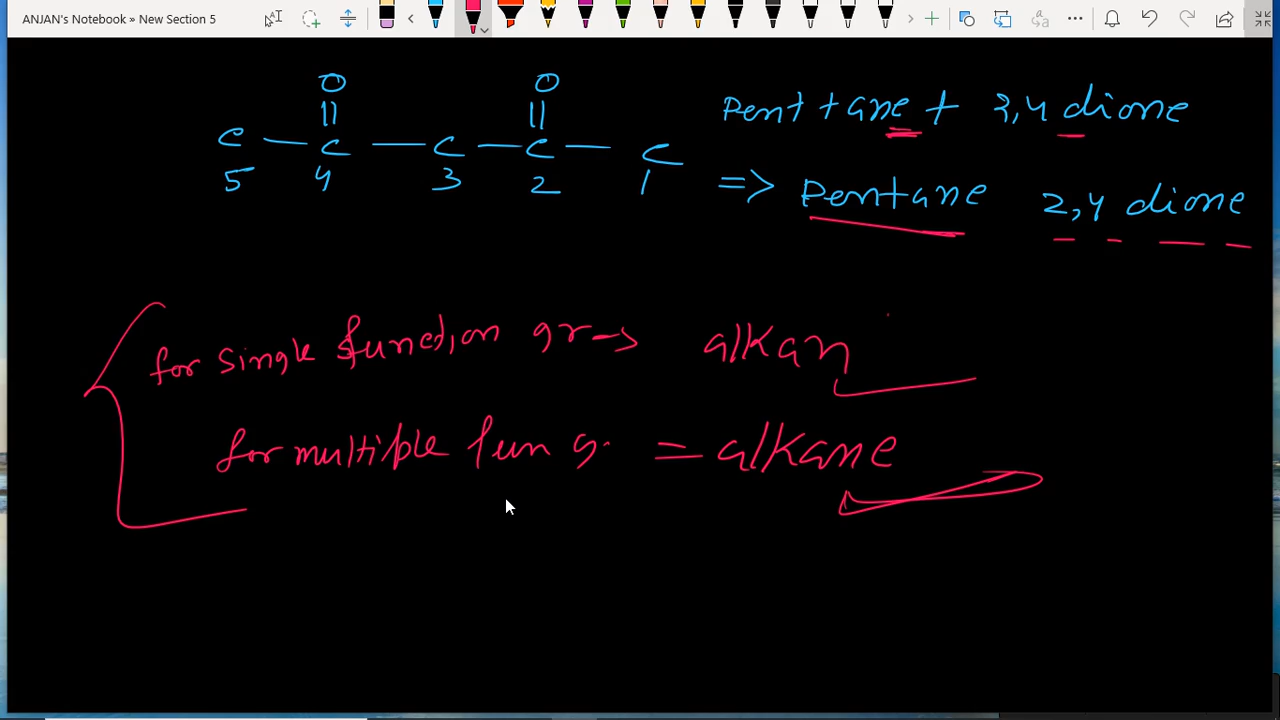 ANJAN's Notebook » New Section 5
O O
|| ||
C — C — C — C — C
5 4 3 2 1
Pent + ane + 2,4 dione
=> Pentane 2,4 dione
for single function gr -> alkan
for multiple fun g. = alkane